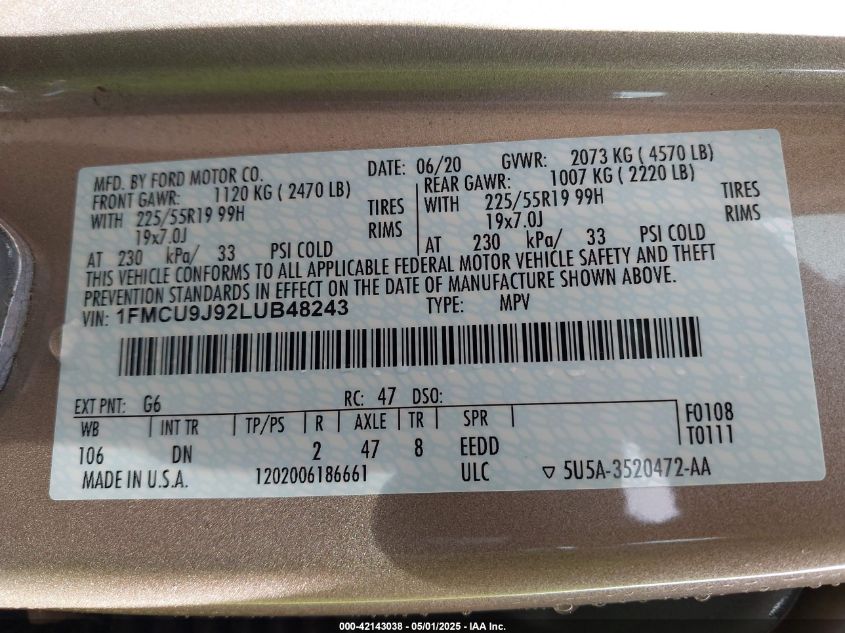 MFD. BY FORD MOTOR CO. DATE: 06/20 GVWR: 2073 KG ( 4570 LB)
FRONT GAWR: 1120 KG ( 2470 LB) REAR GAWR: 1007 KG ( 2220 LB)
WITH 225/55R19 99H TIRES WITH 225/55R19 99H TIRES
19x7.0J RIMS 19x7.0J RIMS
AT 230 kPa/ 33 PSI COLD AT 230 kPa/ 33 PSI COLD
THIS VEHICLE CONFORMS TO ALL APPLICABLE FEDERAL MOTOR VEHICLE SAFETY AND THEFT
PREVENTION STANDARDS IN EFFECT ON THE DATE OF MANUFACTURE SHOWN ABOVE.
VIN: 1FMCU9J92LUB48243 TYPE: MPV
EXT PNT: G6 RC: 47 DSO:
WB INT TR TP/PS R AXLE TR SPR F0108
T0111
106 DN 2 47 8 EEDD
MADE IN U.S.A. 1202006186661 ULC ▽ 5U5A-3520472-AA
000-42143038 - 05/01/2025 - IAA Inc.